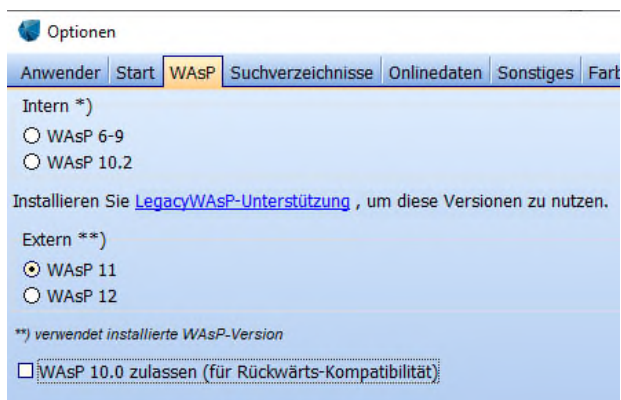 Optionen
Anwender Start WAsP Suchverzeichnisse Onlinedaten Sonstiges
Intern *)
WAsP 6-9
WAsP 10.2
Installieren Sie LegacyWAsP-Unterstützung , um diese Versionen zu nutzen.
Extern **)
WAsP 11
WAsP 12
**) verwendet installierte WAsP-Version
WAsP 10.0 zulassen (für Rückwärts-Kompatibilität)